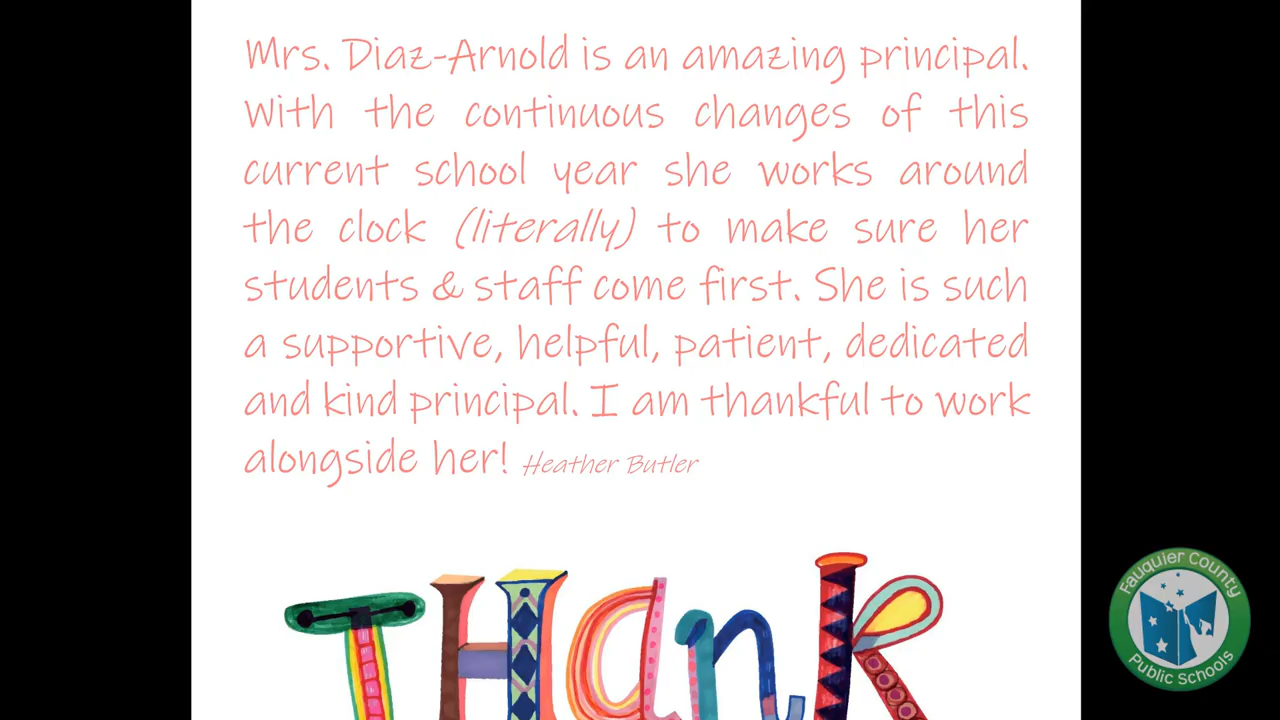 Mrs. Diaz-Arnold is an amazing principal.
With the continuous changes of this
current school year she works around
the clock (literally) to make sure her
students & staff come first. She is such
a supportive, helpful, patient, dedicated
and kind principal. I am thankful to work
alongside her! Heather Butler
THank
Fauquier County
Public Schools